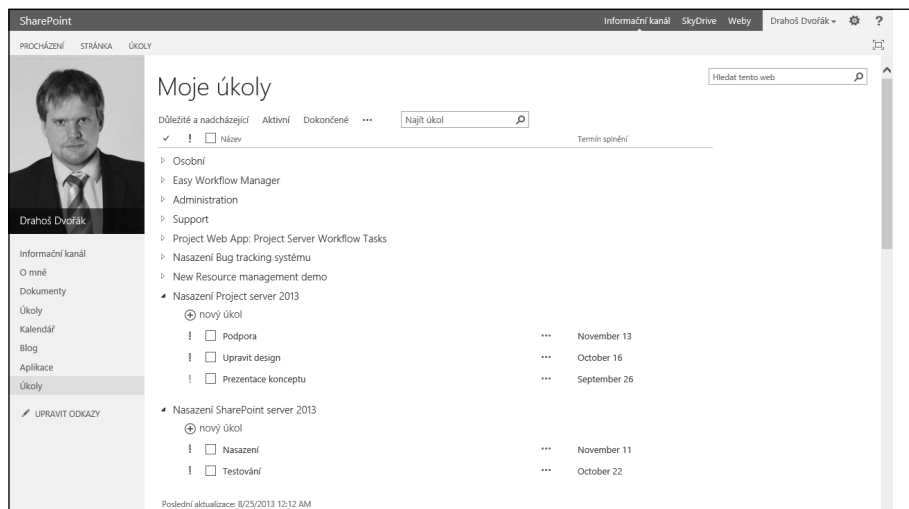 SharePoint
Informační kanál SkyDrive Weby Drahoš Dvořák ?
PROCHÁZENÍ STRÁNKA ÚKOLY
Moje úkoly
Hledat tento web
Důležité a nadcházející Aktivní Dokončené ••• Najít úkol
✓ ! Název Termín splnění
Osobní
Easy Workflow Manager
Administration
Support
Project Web App: Project Server Workflow Tasks
Nasazení Bug tracking systému
New Resource management demo
Nasazení Project server 2013
nový úkol
! Podpora ••• November 13
! Upravit design ••• October 16
! Prezentace konceptu ••• September 26
Nasazení SharePoint server 2013
nový úkol
! Nasazení ••• November 11
! Testování ••• October 22
Poslední aktualizace: 8/25/2013 12:12 AM
Drahoš Dvořák
Informační kanál
O mně
Dokumenty
Úkoly
Kalendář
Blog
Aplikace
Úkoly
UPRAVIT ODKAZY